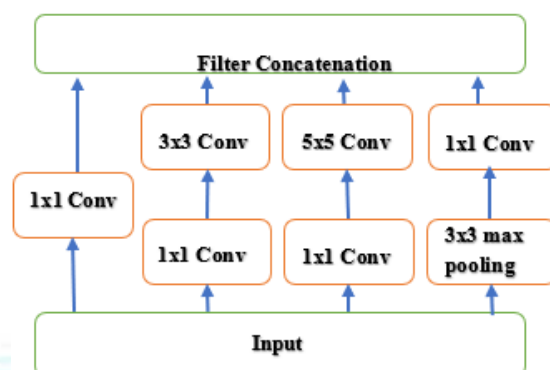 Filter Concatenation
3x3 Conv
5x5 Conv
1x1 Conv
1x1 Conv
1x1 Conv
1x1 Conv
3x3 max
pooling
Input